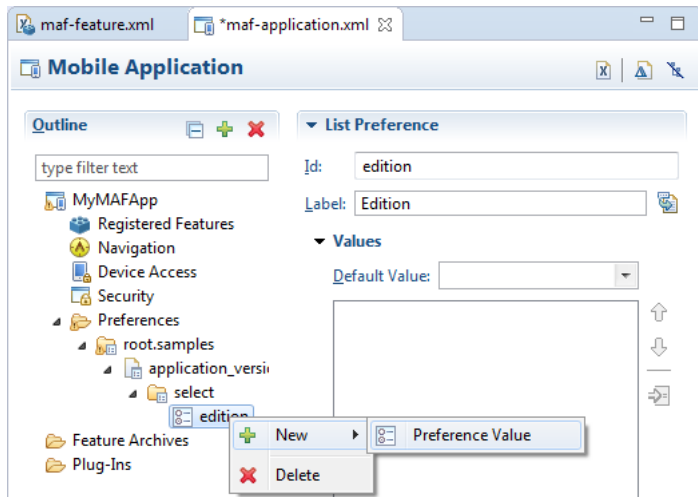 maf-feature.xml
*maf-application.xml
Mobile Application
Outline
type filter text
MyMAFApp
Registered Features
Navigation
Device Access
Security
Preferences
root.samples
application_versi
select
edition
Feature Archives
Plug-Ins
List Preference
Id: edition
Label: Edition
Values
Default Value:
New
Preference Value
Delete